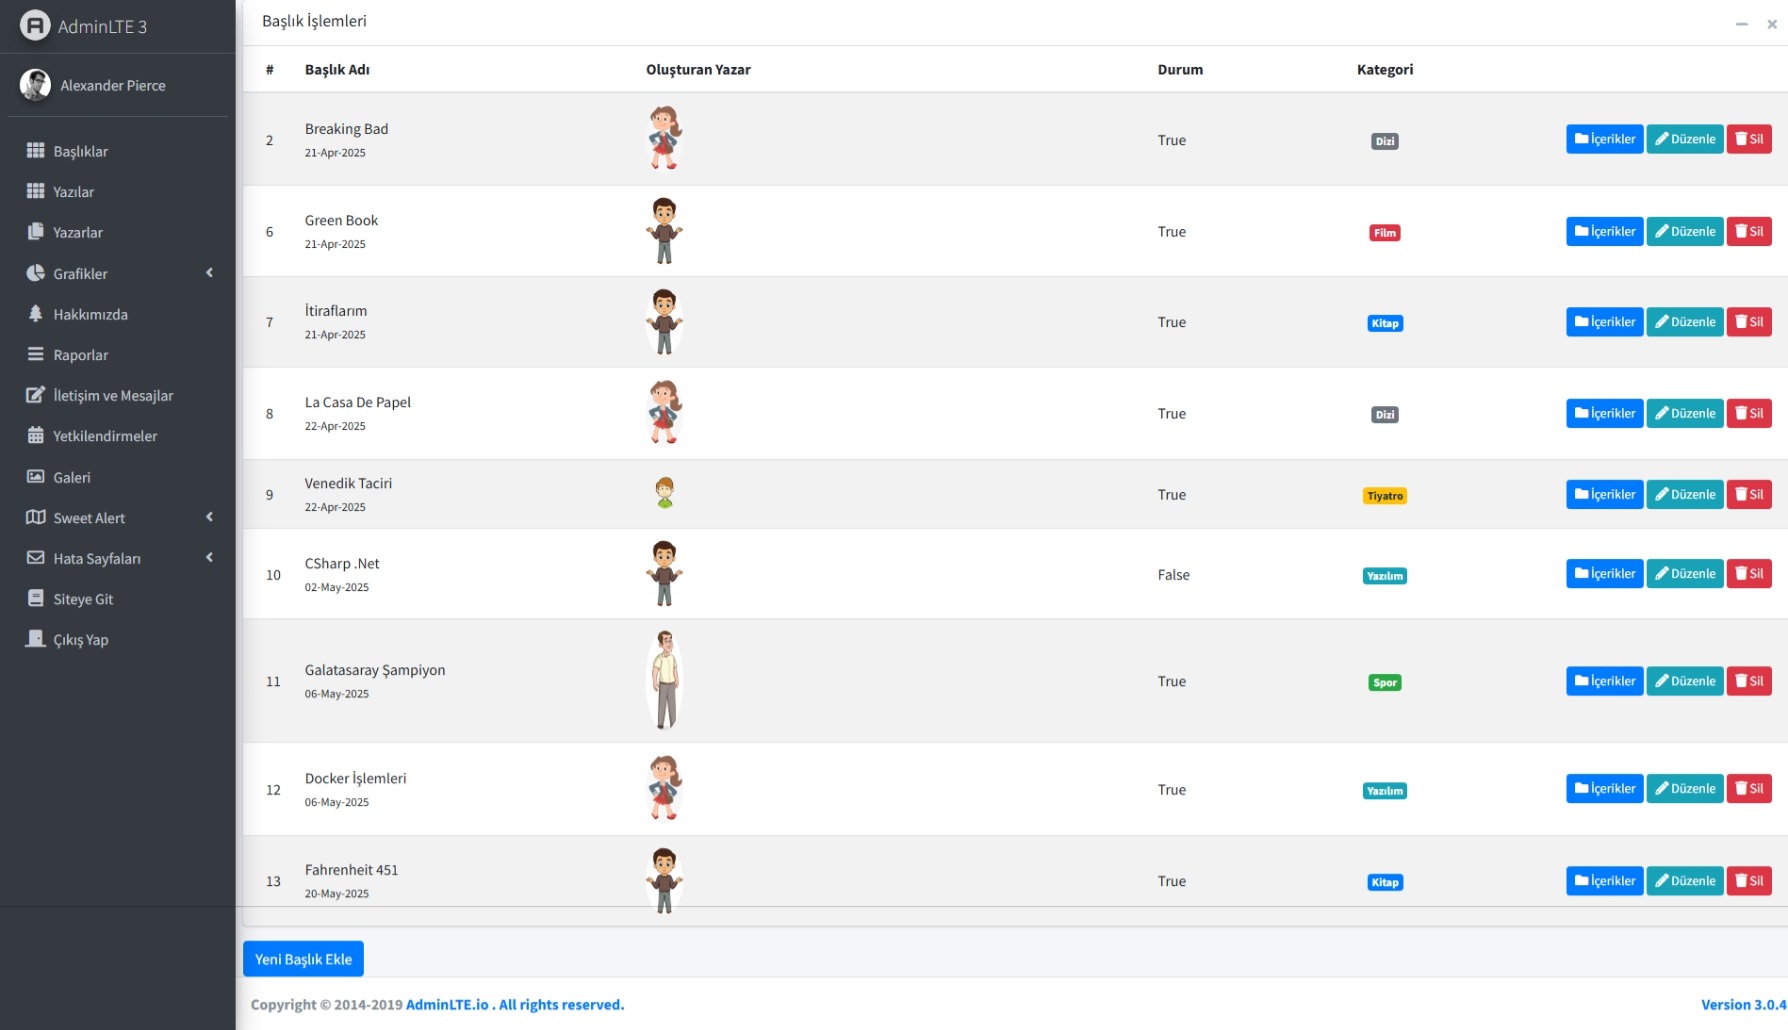 AdminLTE 3
Alexander Pierce
Başlıklar
Yazılar
Yazarlar
Grafikler
Hakkımızda
Raporlar
İletişim ve Mesajlar
Yetkilendirmeler
Galeri
Sweet Alert
Hata Sayfaları
Siteye Git
Çıkış Yap
Başlık İşlemleri
# Başlık Adı Oluşturan Yazar Durum Kategori
2 Breaking Bad True Dizi İçerikler Düzenle Sil
21-Apr-2025
6 Green Book True Film İçerikler Düzenle Sil
21-Apr-2025
7 İtiraflarım True Kitap İçerikler Düzenle Sil
21-Apr-2025
8 La Casa De Papel True Dizi İçerikler Düzenle Sil
22-Apr-2025
9 Venedik Taciri True Tiyatro İçerikler Düzenle Sil
22-Apr-2025
10 CSharp .Net False Yazılım İçerikler Düzenle Sil
02-May-2025
11 Galatasaray Şampiyon True Spor İçerikler Düzenle Sil
06-May-2025
12 Docker İşlemleri True Yazılım İçerikler Düzenle Sil
06-May-2025
13 Fahrenheit 451 True Kitap İçerikler Düzenle Sil
20-May-2025
Yeni Başlık Ekle
Copyright © 2014-2019 AdminLTE.io . All rights reserved. Version 3.0.4